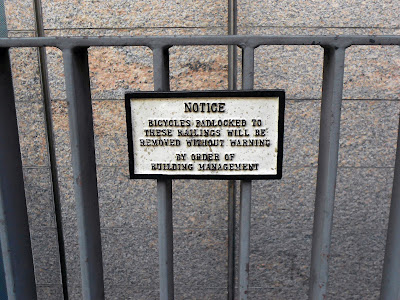 NOTICE
BICYCLES PADLOCKED TO
THESE RAILINGS WILL BE
REMOVED WITHOUT WARNING
BY ORDER OF
BUILDING MANAGEMENT